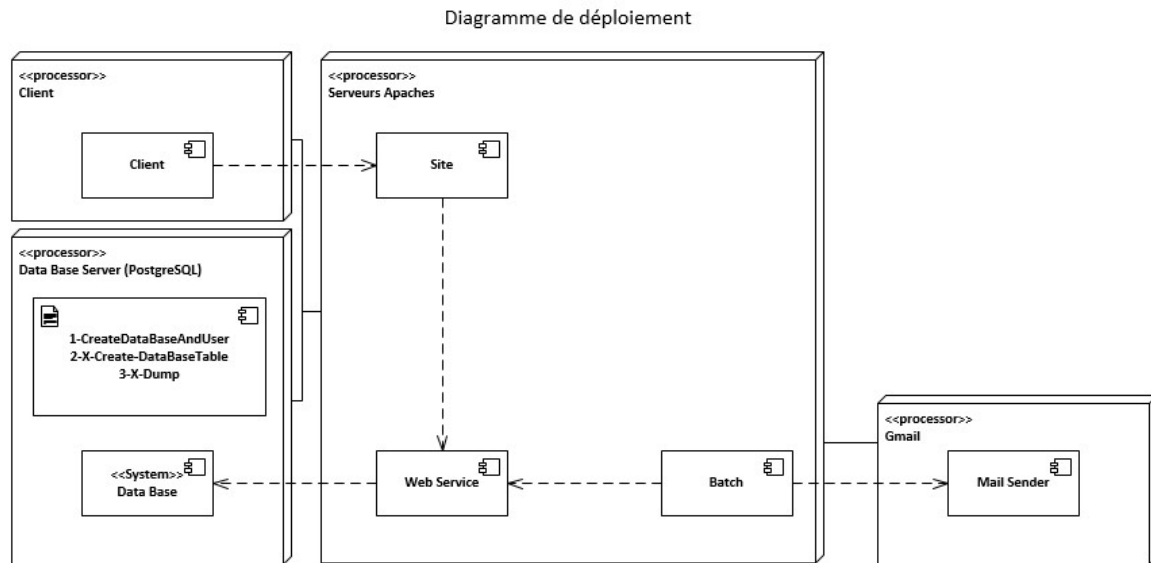 Diagramme de déploiement
<<processor>>
Client
Client
<<processor>>
Serveurs Apaches
Site
<<processor>>
Data Base Server (PostgreSQL)
1-CreateDataBaseAndUser
2-X-Create-DataBaseTable
3-X-Dump
<<System>>
Data Base
Web Service
Batch
<<processor>>
Gmail
Mail Sender